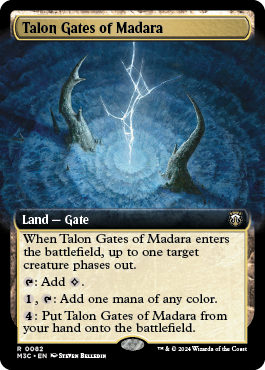 Talon Gates of Madara
Land — Gate
When Talon Gates of Madara enters
the battlefield, up to one target
creature phases out.
: Add .
1, : Add one mana of any color.
4: Put Talon Gates of Madara from
your hand onto the battlefield.
R 0082
M3C • EN Steven Belledin
™ & © 2024 Wizards of the Coast